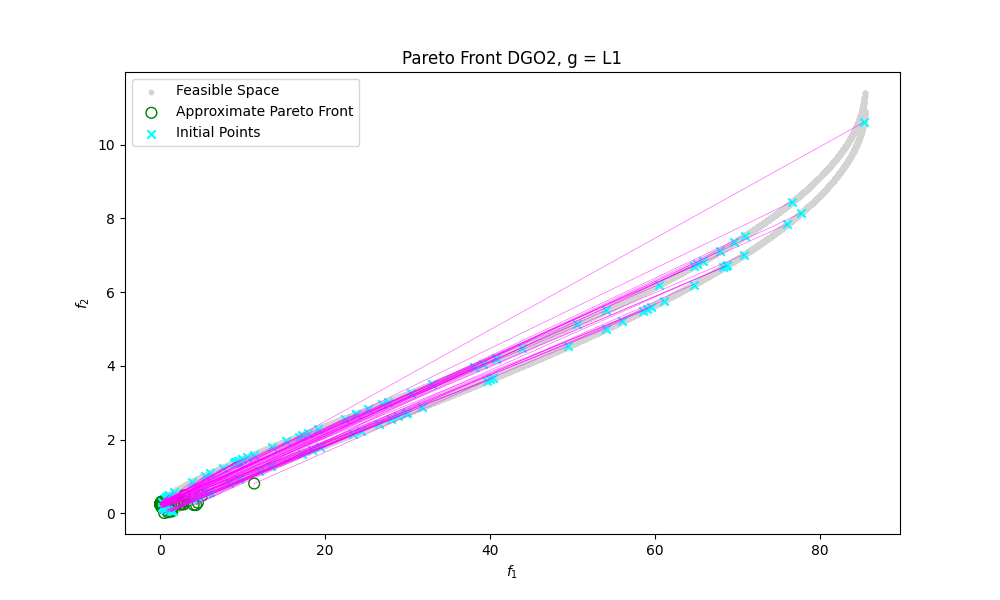 Pareto Front DGO2, g = L1
Feasible Space
Approximate Pareto Front
Initial Points
10
8
6
4
2
0
f₂
0 20 40 60 80
f₁